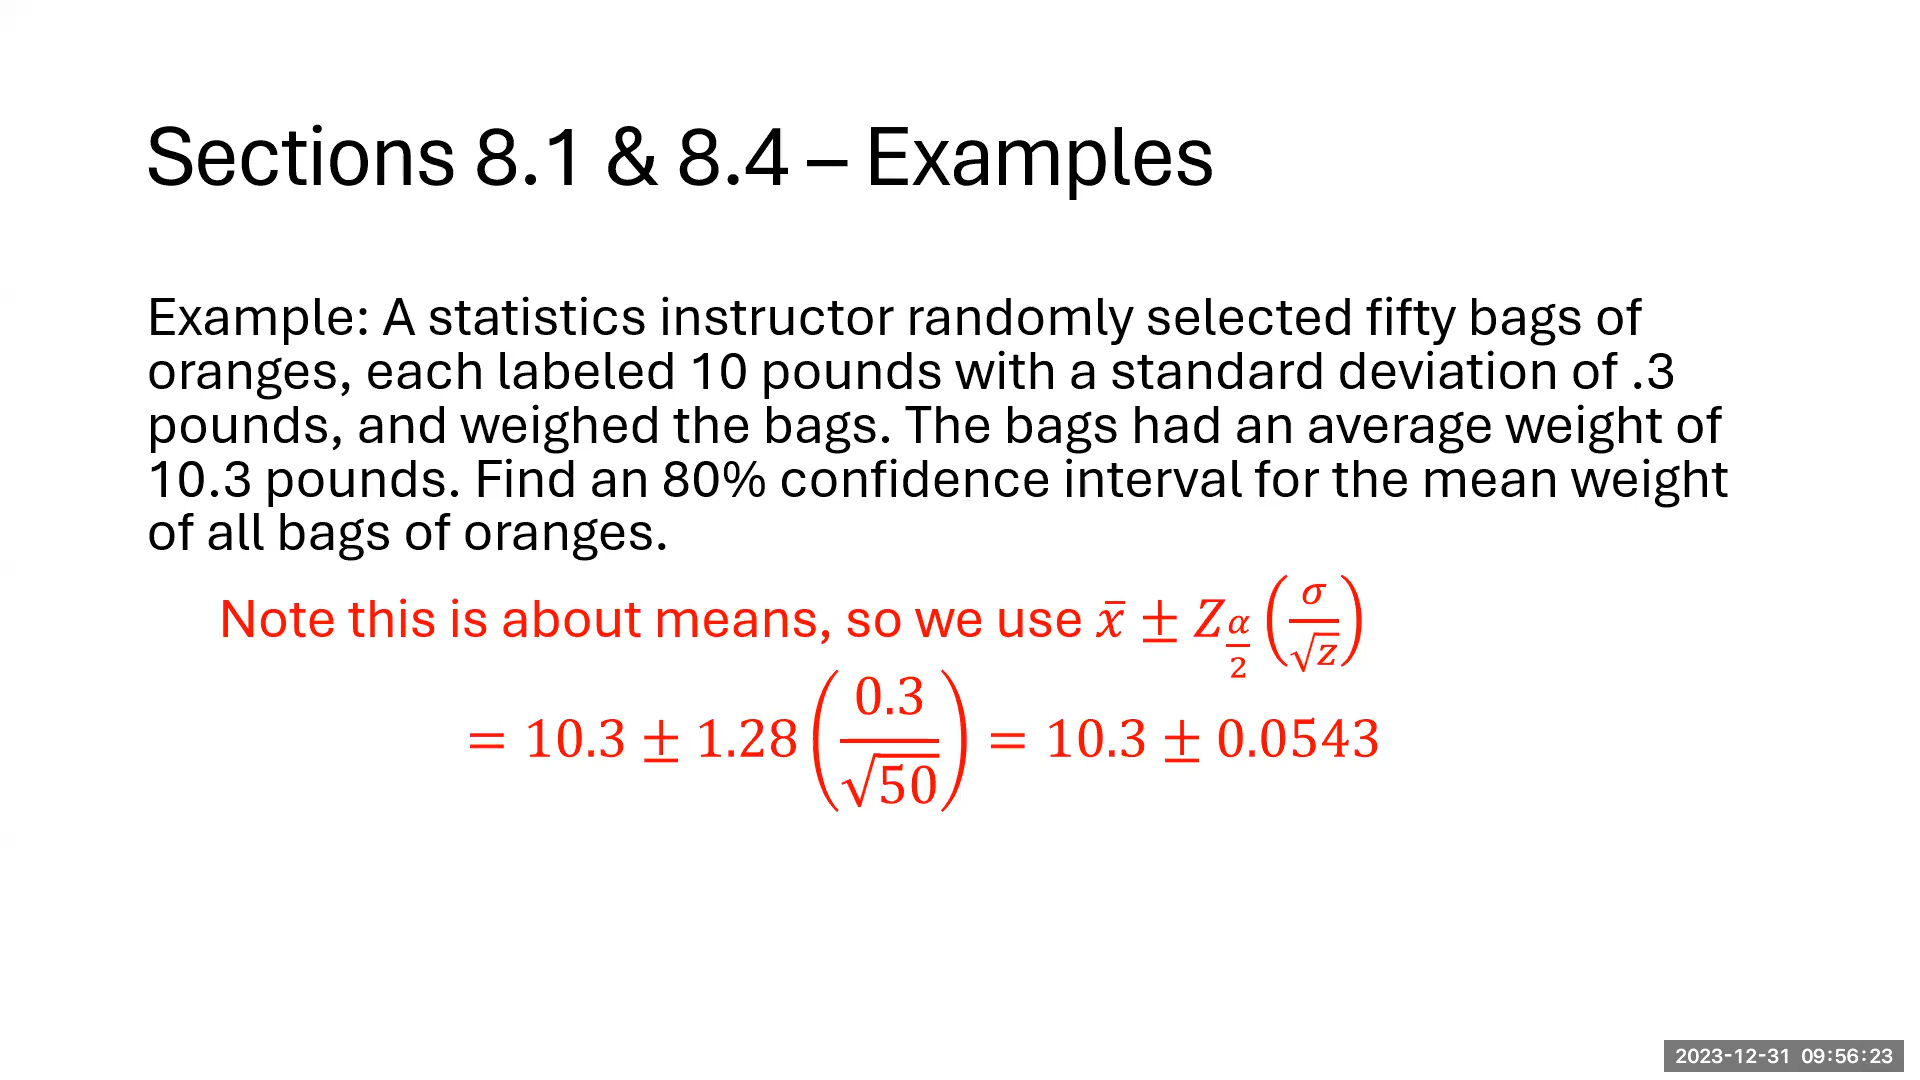 Sections 8.1 & 8.4 – Examples
Example: A statistics instructor randomly selected fifty bags of
oranges, each labeled 10 pounds with a standard deviation of .3
pounds, and weighed the bags. The bags had an average weight of
10.3 pounds. Find an 80% confidence interval for the mean weight
of all bags of oranges.
Note this is about means, so we use x̄ ± Z_(α/2) (σ/√z)
= 10.3 ± 1.28 (0.3/√50) = 10.3 ± 0.0543
2023-12-31 09:56:23